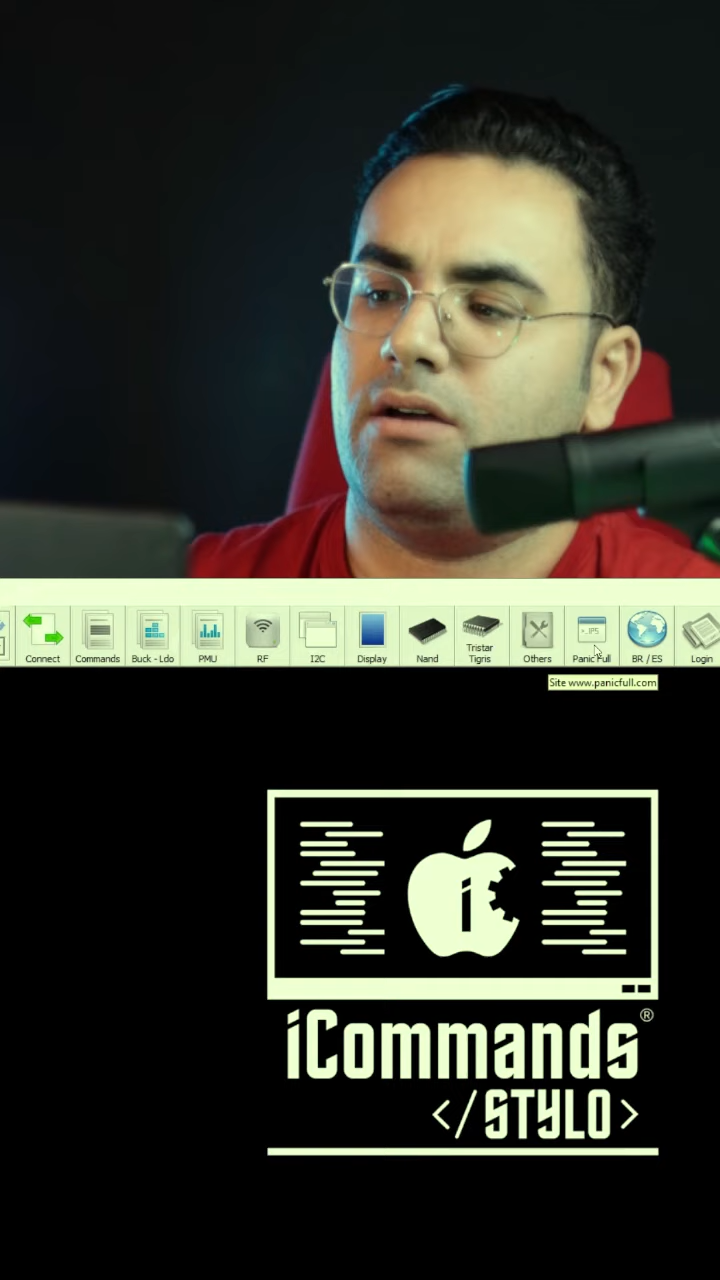 Connect
Commands
Buck - Ldo
PMU
RF
I2C
Display
Nand
Tristar
Tigris
Others
>_IPS
Panic Full
BR / ES
Login
Site www.panicfull.com
i
iCommands®
</STYLO>